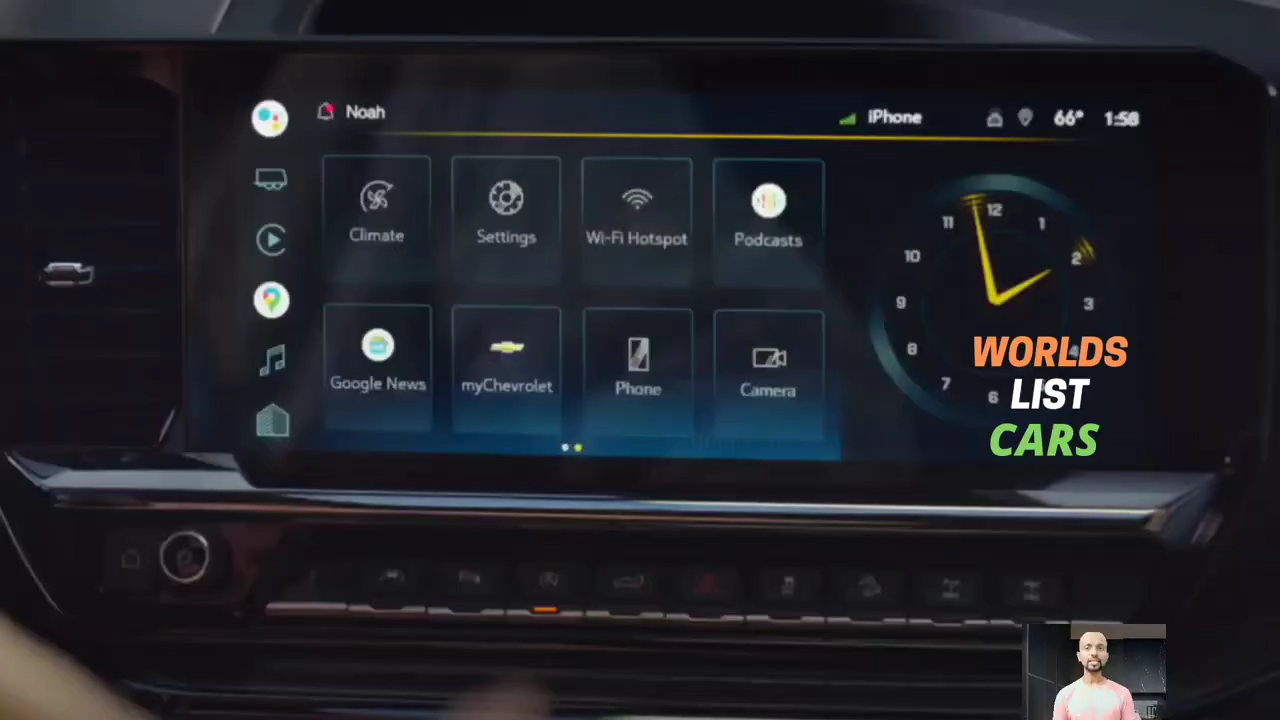 Noah
iPhone 66° 1:58
Climate Settings Wi-Fi Hotspot Podcasts
Google News myChevrolet Phone Camera
12
11 1
10 2
9 3
8
7 6
WORLDS
LIST
CARS